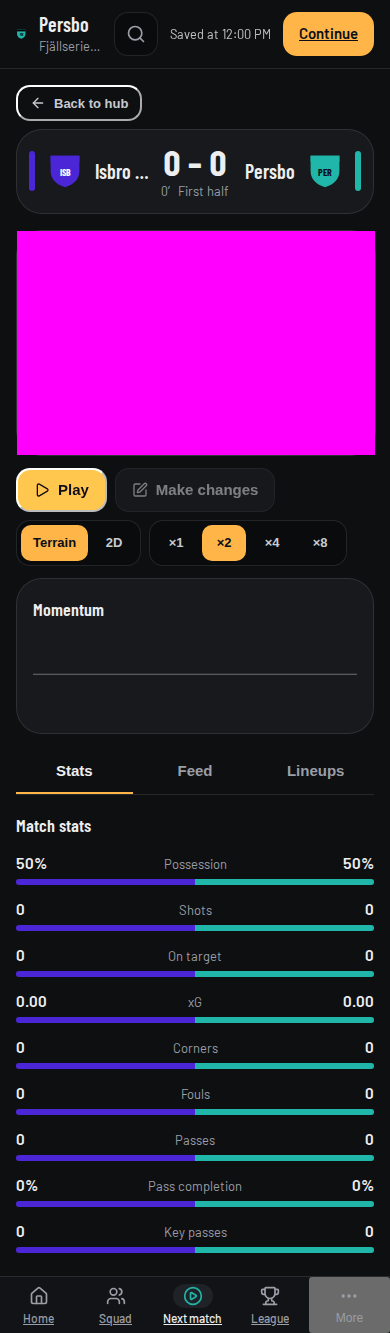 Persbo
Fjällserie...
Saved at 12:00 PM
Continue
Back to hub
ISB
Isbro ...
0 – 0
Persbo
PER
0' First half
Play
Make changes
Terrain
2D
×1
×2
×4
×8
Momentum
Stats
Feed
Lineups
Match stats
50% Possession 50%
0 Shots 0
0 On target 0
0.00 xG 0.00
0 Corners 0
0 Fouls 0
0 Passes 0
0% Pass completion 0%
0 Key passes 0
Home
Squad
Next match
League
More